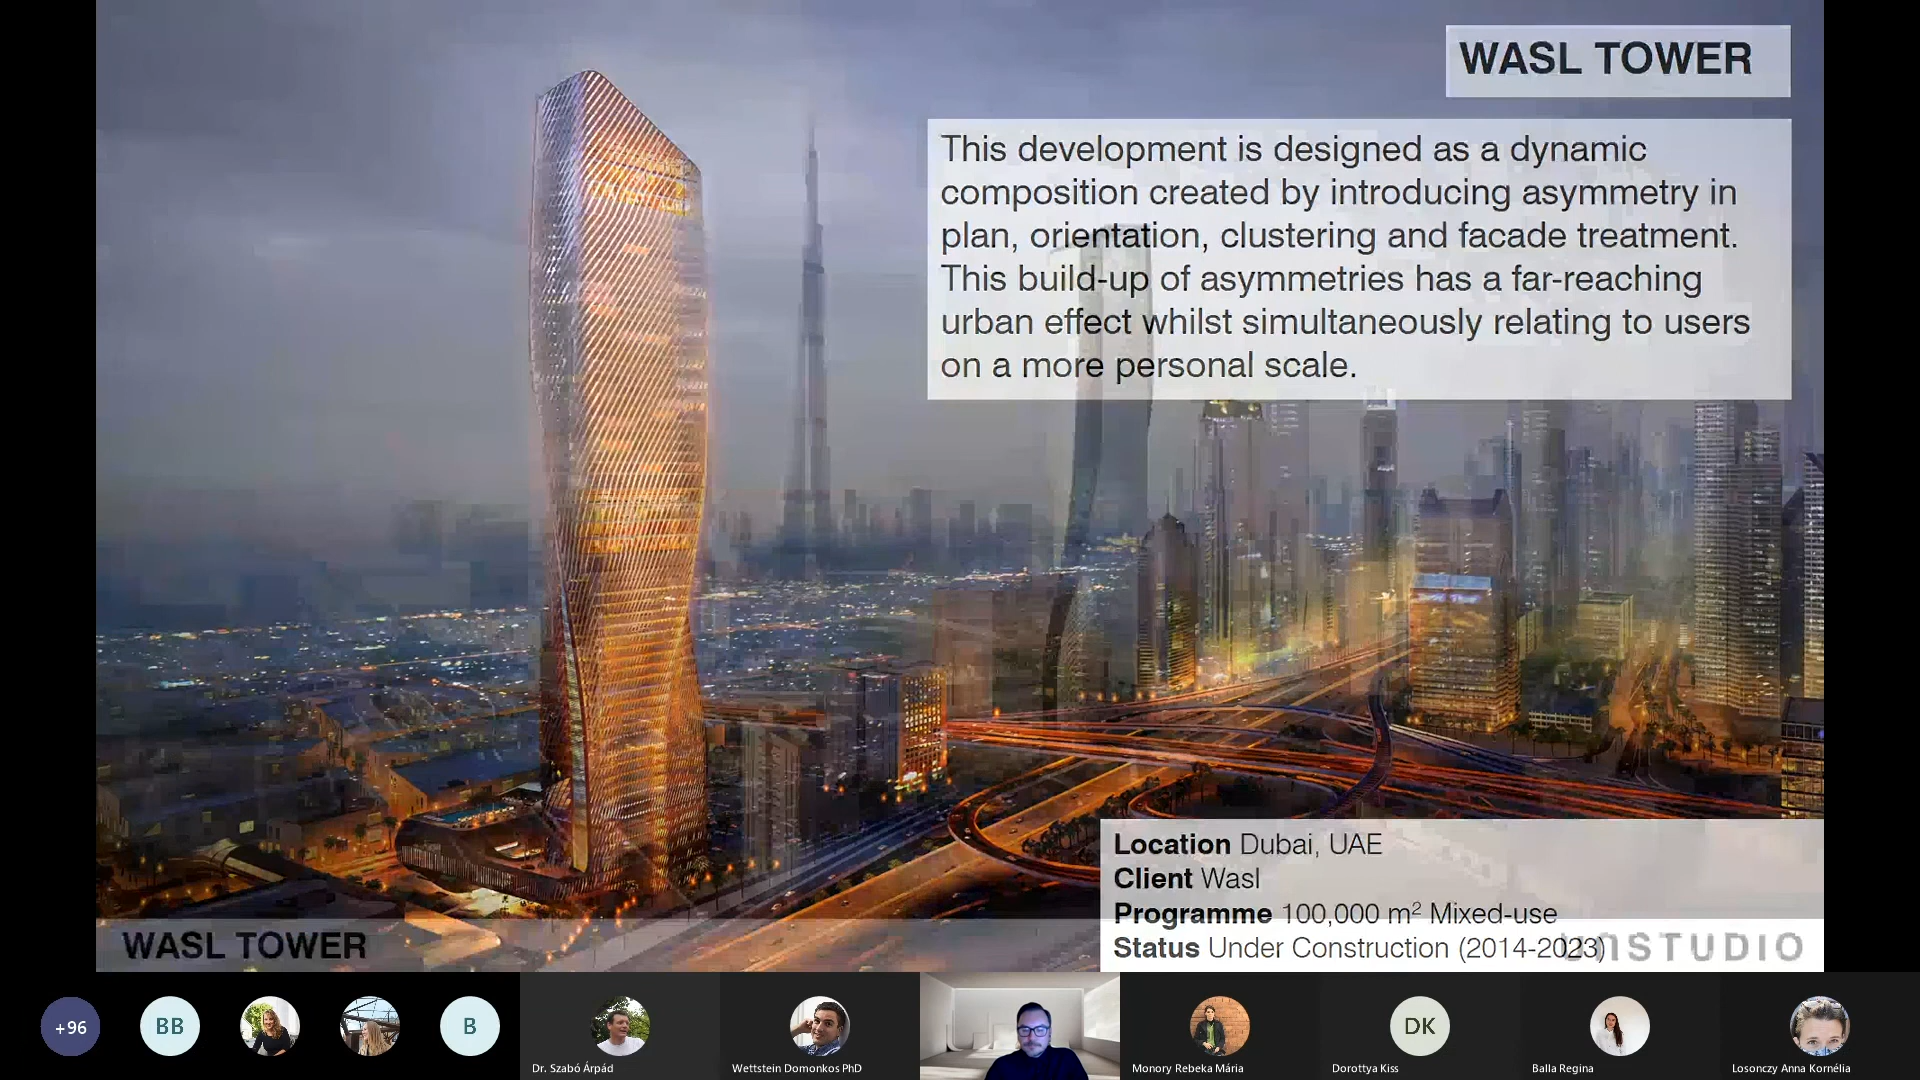 WASL TOWER
This development is designed as a dynamic
composition created by introducing asymmetry in
plan, orientation, clustering and facade treatment.
This build-up of asymmetries has a far-reaching
urban effect whilst simultaneously relating to users
on a more personal scale.
Location Dubai, UAE
Client Wasl
Programme 100,000 m² Mixed-use
Status Under Construction (2014-2023)
WASL TOWER
UNSTUDIO
+96
BB
B
DK
Dr. Szabó Árpád
Wettstein Domonkos PhD
Monory Rebeka Mária
Dorottya Kiss
Balla Regina
Losonczy Anna Kornélia